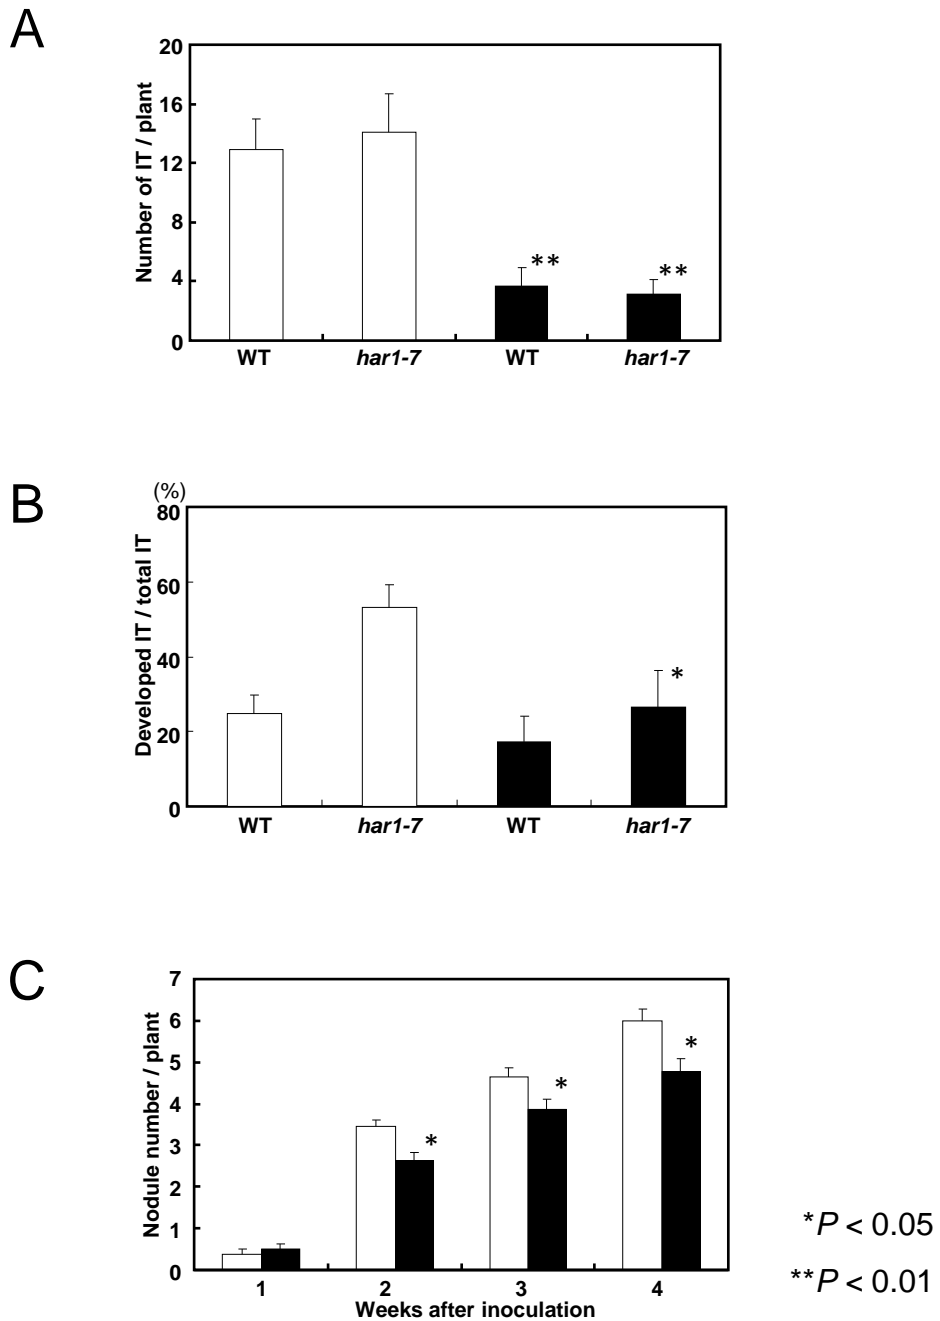 A
Number of IT / plant
20
16
12
8
4
0
**
**
WT
har1-7
WT
har1-7
B
(%)
Developed IT / total IT
80
60
40
20
0
*
WT
har1-7
WT
har1-7
C
Nodule number / plant
7
6
5
4
3
2
1
0
*
*
*
1
2
3
4
Weeks after inoculation
*P < 0.05
**P < 0.01